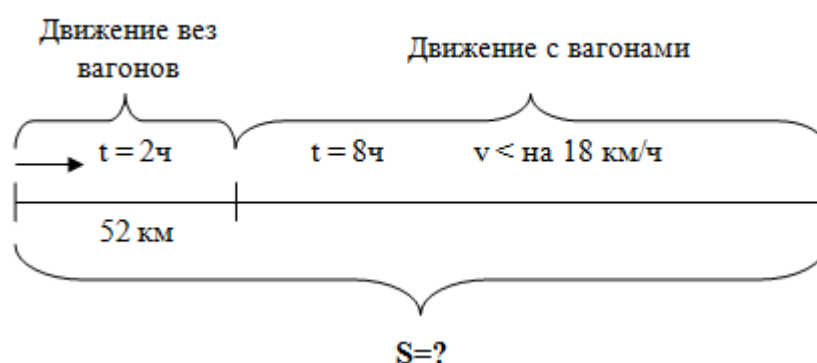 Движение вез
вагонов
Движение с вагонами
t = 2ч
t = 8ч
v < на 18 км/ч
52 км
S=?